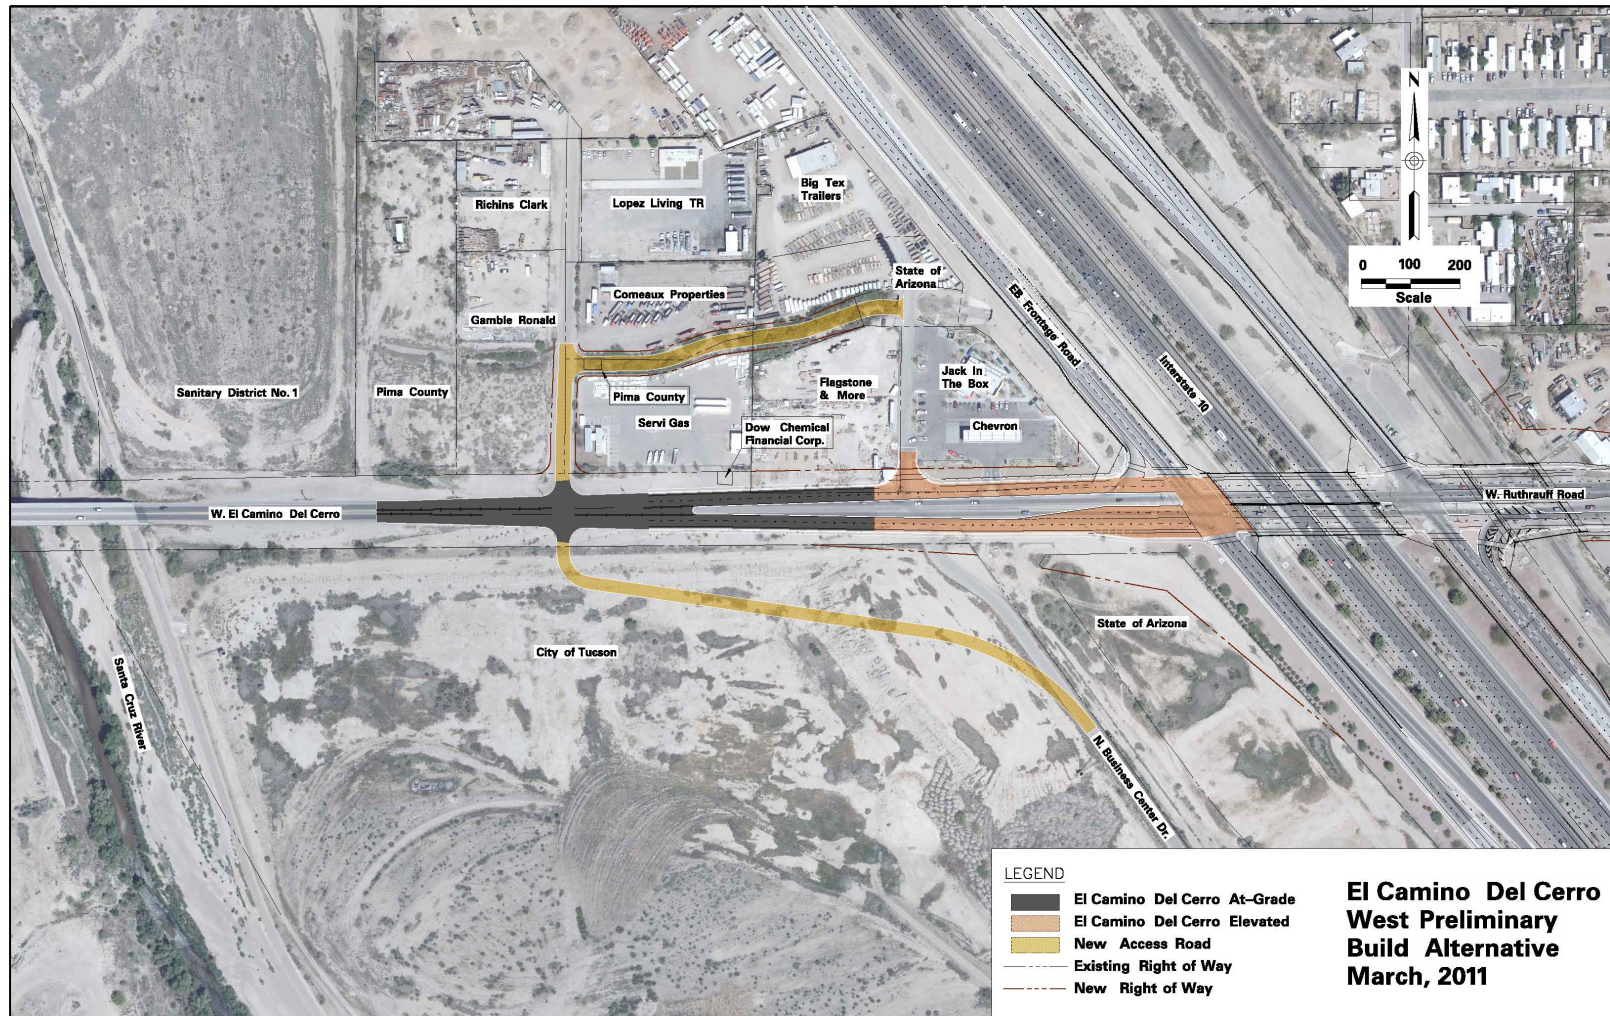 N
0 100 200
Scale
Richins Clark
Lopez Living TR
Big Tex
Trailers
State of
Arizona
Comeaux Properties
Gamble Ronald
EB Frontage Road
Interstate 10
Sanitary District No. 1
Pima County
Pima County
Servi Gas
Flagstone
& More
Jack In
The Box
Dow Chemical
Financial Corp.
Chevron
W. El Camino Del Cerro
W. Ruthrauff Road
State of Arizona
City of Tucson
Santa Cruz River
N. Business Center Dr.
LEGEND
El Camino Del Cerro At-Grade
El Camino Del Cerro Elevated
New Access Road
Existing Right of Way
New Right of Way
El Camino Del Cerro
West Preliminary
Build Alternative
March, 2011